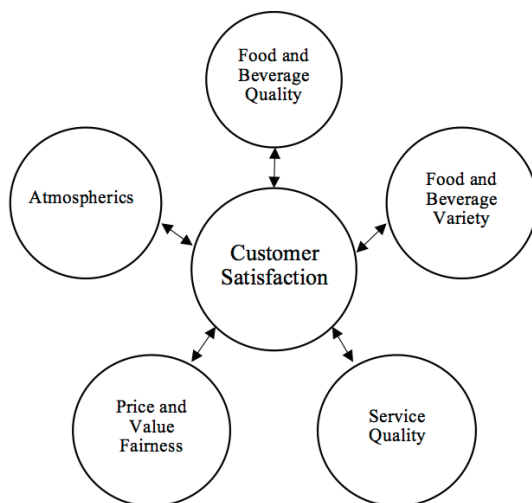 Food and
Beverage
Quality
Atmospherics
Food and
Beverage
Variety
Customer
Satisfaction
Price and
Value
Fairness
Service
Quality